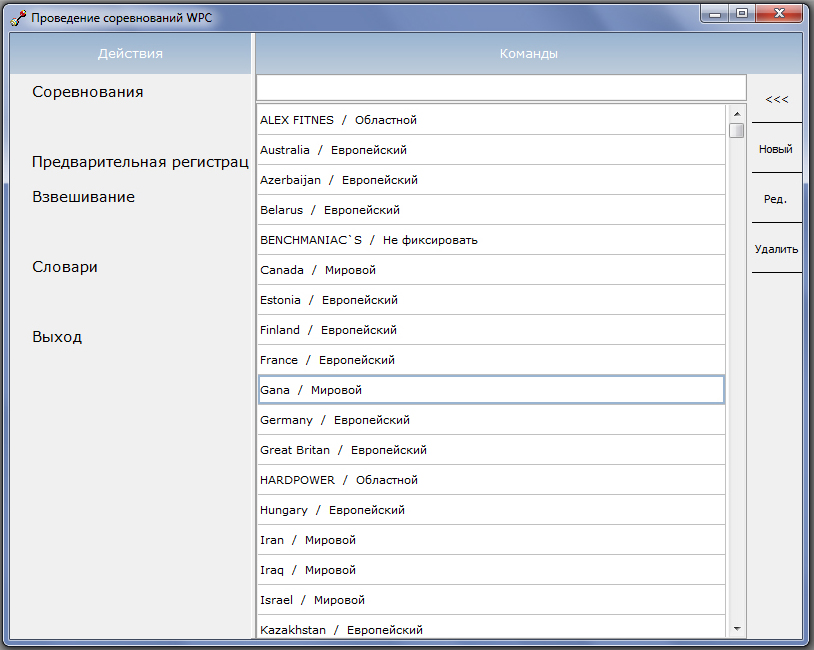 Проведение соревнований WPC
Действия
Команды
Соревнования
Предварительная регистрац
Взвешивание
Словари
Выход
ALEX FITNES / Областной
Australia / Европейский
Azerbaijan / Европейский
Belarus / Европейский
BENCHMANIAC`S / Не фиксировать
Canada / Мировой
Estonia / Европейский
Finland / Европейский
France / Европейский
Gana / Мировой
Germany / Европейский
Great Britan / Европейский
HARDPOWER / Областной
Hungary / Европейский
Iran / Мировой
Iraq / Мировой
Israel / Мировой
Kazakhstan / Европейский
<<<
Новый
Ред.
Удалить